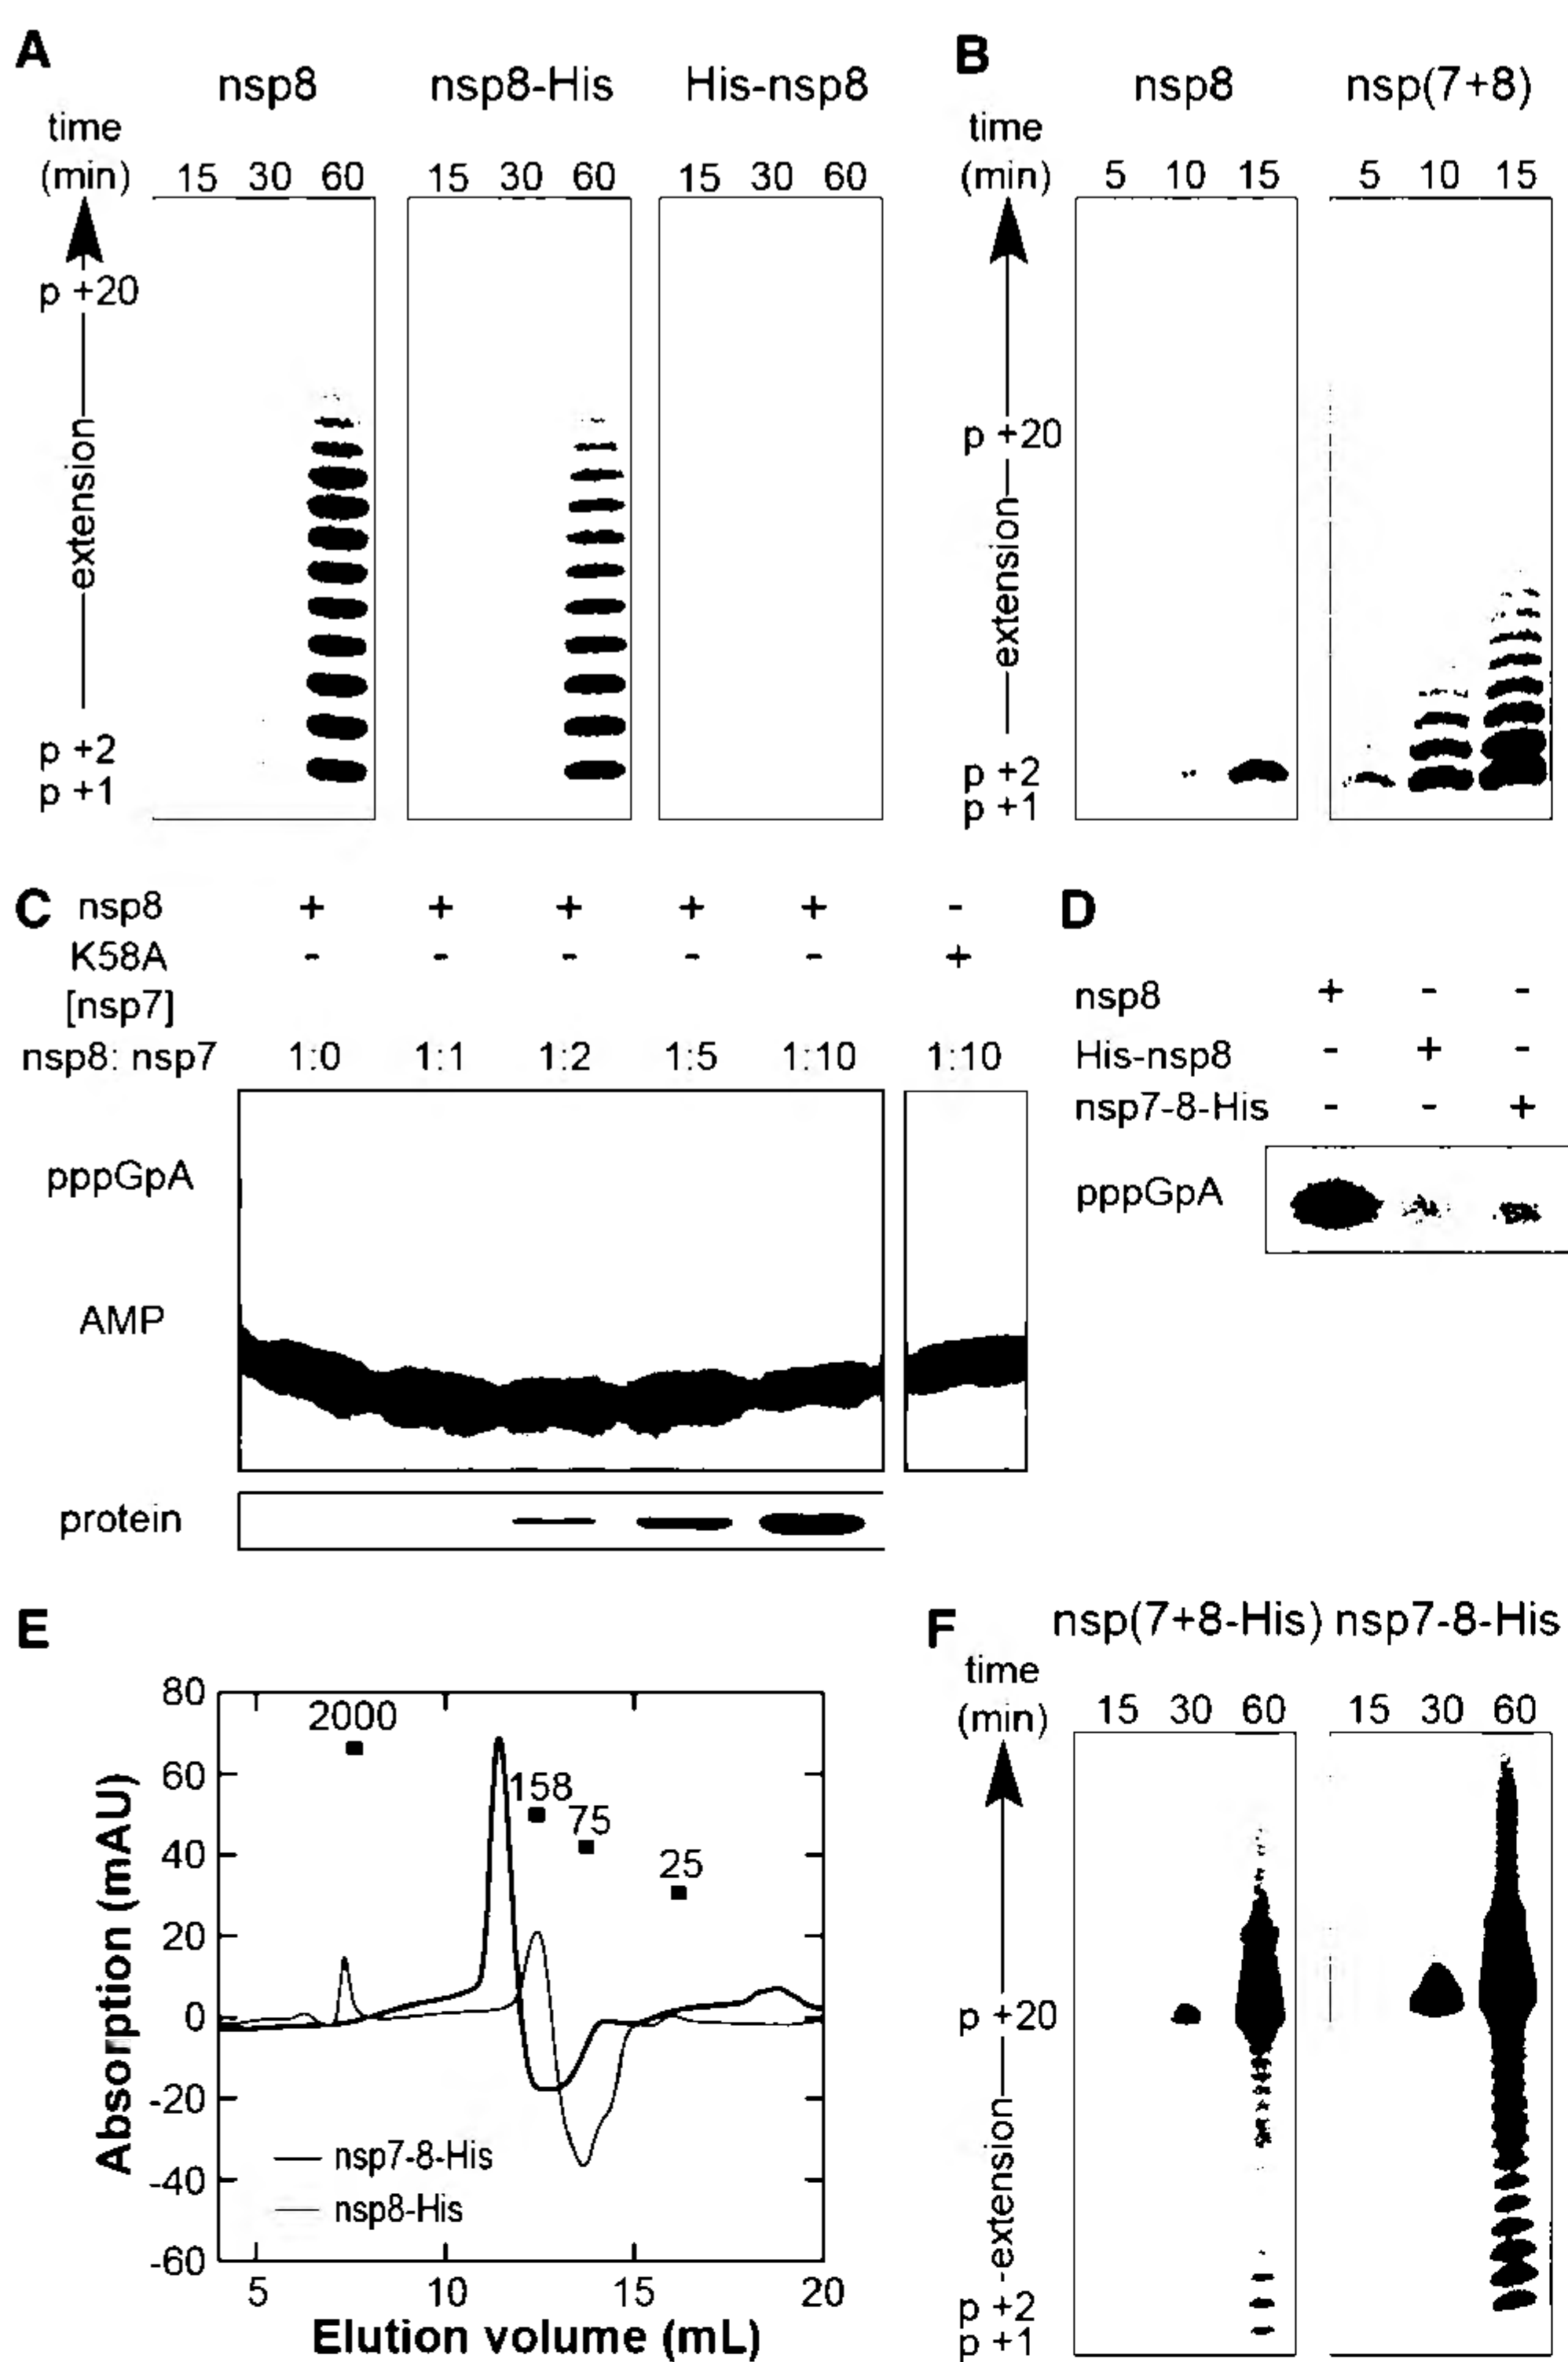 A
nsp8 nsp8-His His-nsp8
time
(min) 15 30 60 15 30 60 15 30 60
p +20
extension
p +2
p +1
B
nsp8 nsp(7+8)
time
(min) 5 10 15 5 10 15
p +20
extension
p +2
p +1
C nsp8 + + + + + -
K58A - - - - - +
[nsp7]
nsp8: nsp7 1:0 1:1 1:2 1:5 1:10 1:10
pppGpA
AMP
protein
D
nsp8 + - -
His-nsp8 - + -
nsp7-8-His - - +
pppGpA
E
80
60
40
20
0
-20
-40
-60
Absorption (mAU)
2000
158
75
25
nsp7-8-His
nsp8-His
5 10 15 20
Elution volume (mL)
F nsp(7+8-His) nsp7-8-His
time
(min) 15 30 60 15 30 60
p +20
-extension
p +2
p +1